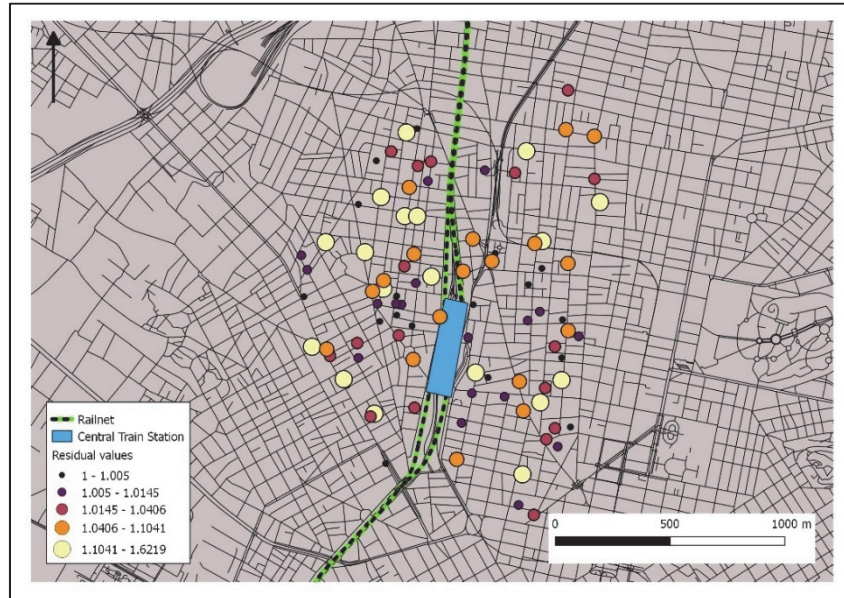 Railnet
Central Train Station
Residual values
1 - 1.005
1.005 - 1.0145
1.0145 - 1.0406
1.0406 - 1.1041
1.1041 - 1.6219
0 500 1000 m